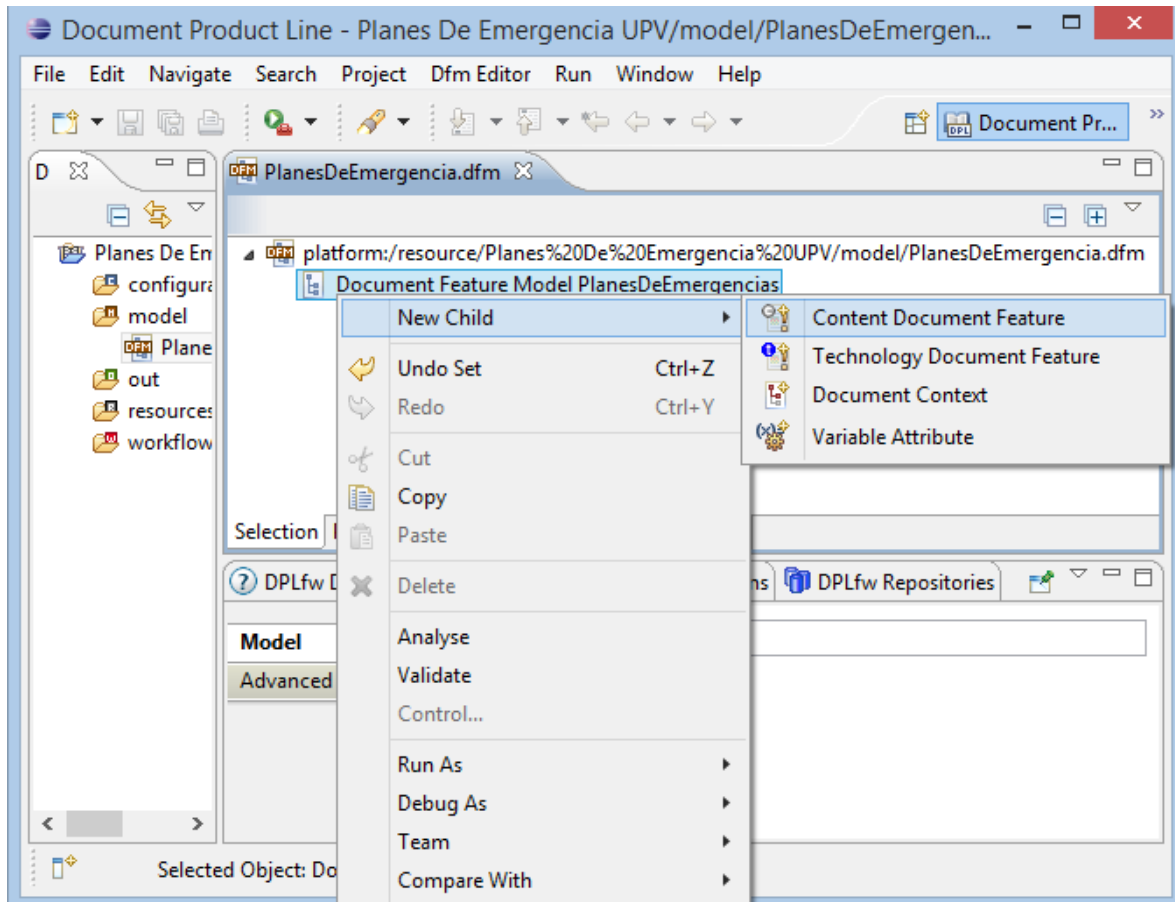 Document Product Line - Planes De Emergencia UPV/model/PlanesDeEmergen...
File Edit Navigate Search Project Dfm Editor Run Window Help
DPL Document Pr... »
D
PlanesDeEmergencia.dfm
Planes De Em
platform:/resource/Planes%20De%20Emergencia%20UPV/model/PlanesDeEmergencia.dfm
configura
Document Feature Model PlanesDeEmergencias
model
New Child
Content Document Feature
Plane
Technology Document Feature
out
Undo Set Ctrl+Z
Document Context
resources
Redo Ctrl+Y
Variable Attribute
workflow
Cut
Copy
Selection
Paste
DPLfw D
Delete
ns
DPLfw Repositories
Model
Analyse
Advanced
Validate
Control...
Run As
Debug As
Team
Selected Object: Do
Compare With